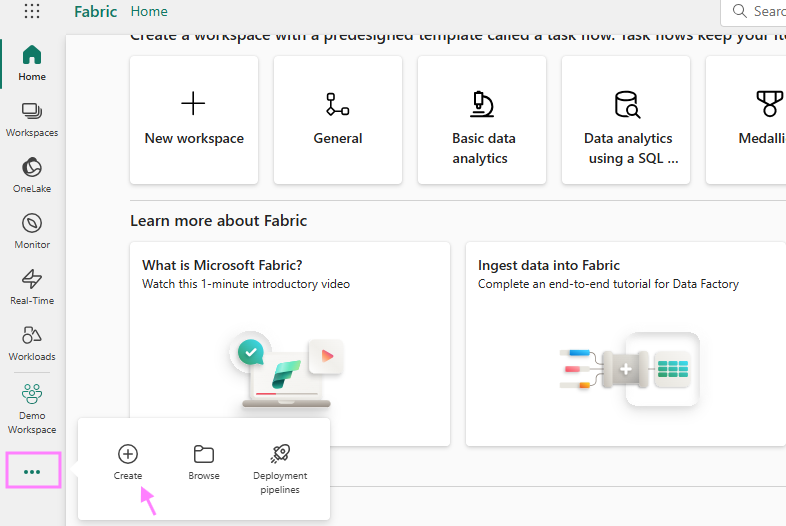 Fabric Home
Searc
Create a workspace with a predesigned template called a task flow. Task flows keep your ite
Home
Workspaces
OneLake
Monitor
Real-Time
Workloads
Demo
Workspace
New workspace
General
Basic data
analytics
Data analytics
using a SQL ...
Medalli
Learn more about Fabric
What is Microsoft Fabric?
Watch this 1-minute introductory video
Ingest data into Fabric
Complete an end-to-end tutorial for Data Factory
Create
Browse
Deployment
pipelines